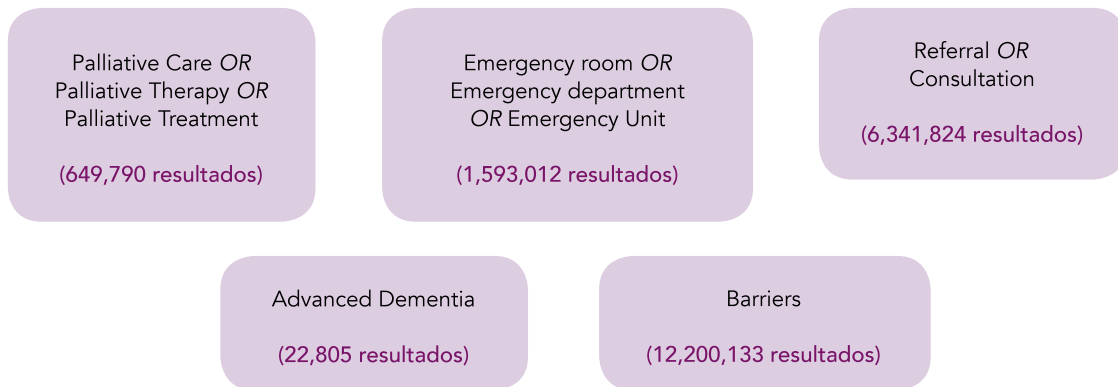 Palliative Care OR
Palliative Therapy OR
Palliative Treatment
(649,790 resultados)
Emergency room OR
Emergency department
OR Emergency Unit
(1,593,012 resultados)
Referral OR
Consultation
(6,341,824 resultados)
Advanced Dementia
(22,805 resultados)
Barriers
(12,200,133 resultados)